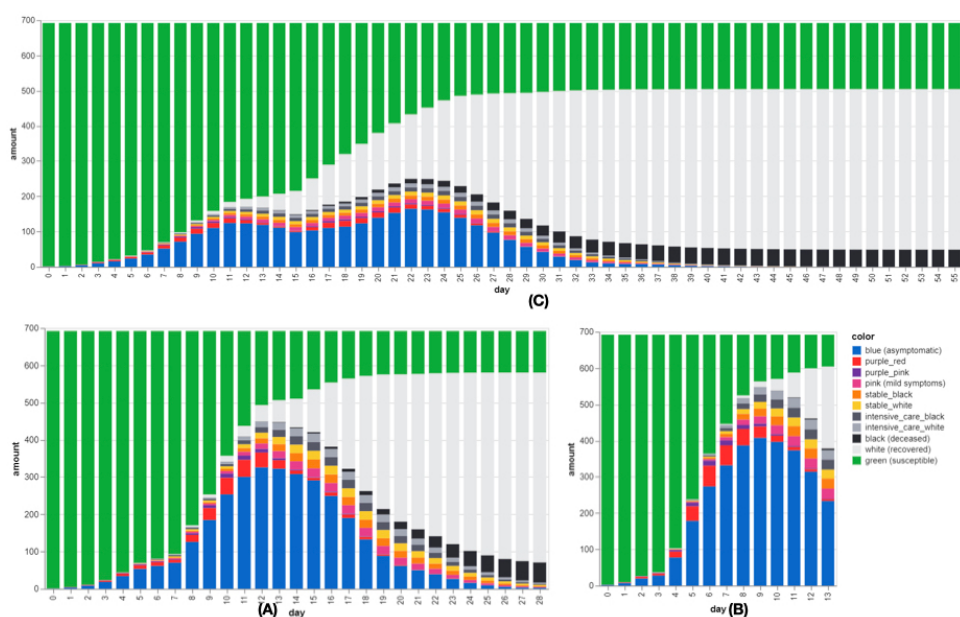 700
600
500
400
300
200
100
0
amount
0 1 2 3 4 5 6 7 8 9 10 11 12 13 14 15 16 17 18 19 20 21 22 23 24 25 26 27 28 29 30 31 32 33 34 35 36 37 38 39 40 41 42 43 44 45 46 47 48 49 50 51 52 53 54 55
day
(C)
700
600
500
400
300
200
100
0
amount
0 1 2 3 4 5 6 7 8 9 10 11 12 13 14 15 16 17 18 19 20 21 22 23 24 25 26 27 28
(A)
day
700
600
500
400
300
200
100
0
amount
0 1 2 3 4 5 6 7 8 9 10 11 12 13
day
(B)
color
blue (asymptomatic)
purple_red
purple_pink
pink (mild symptoms)
stable_black
stable_white
intensive_care_black
intensive_care_white
black (deceased)
white (recovered)
green (susceptible)